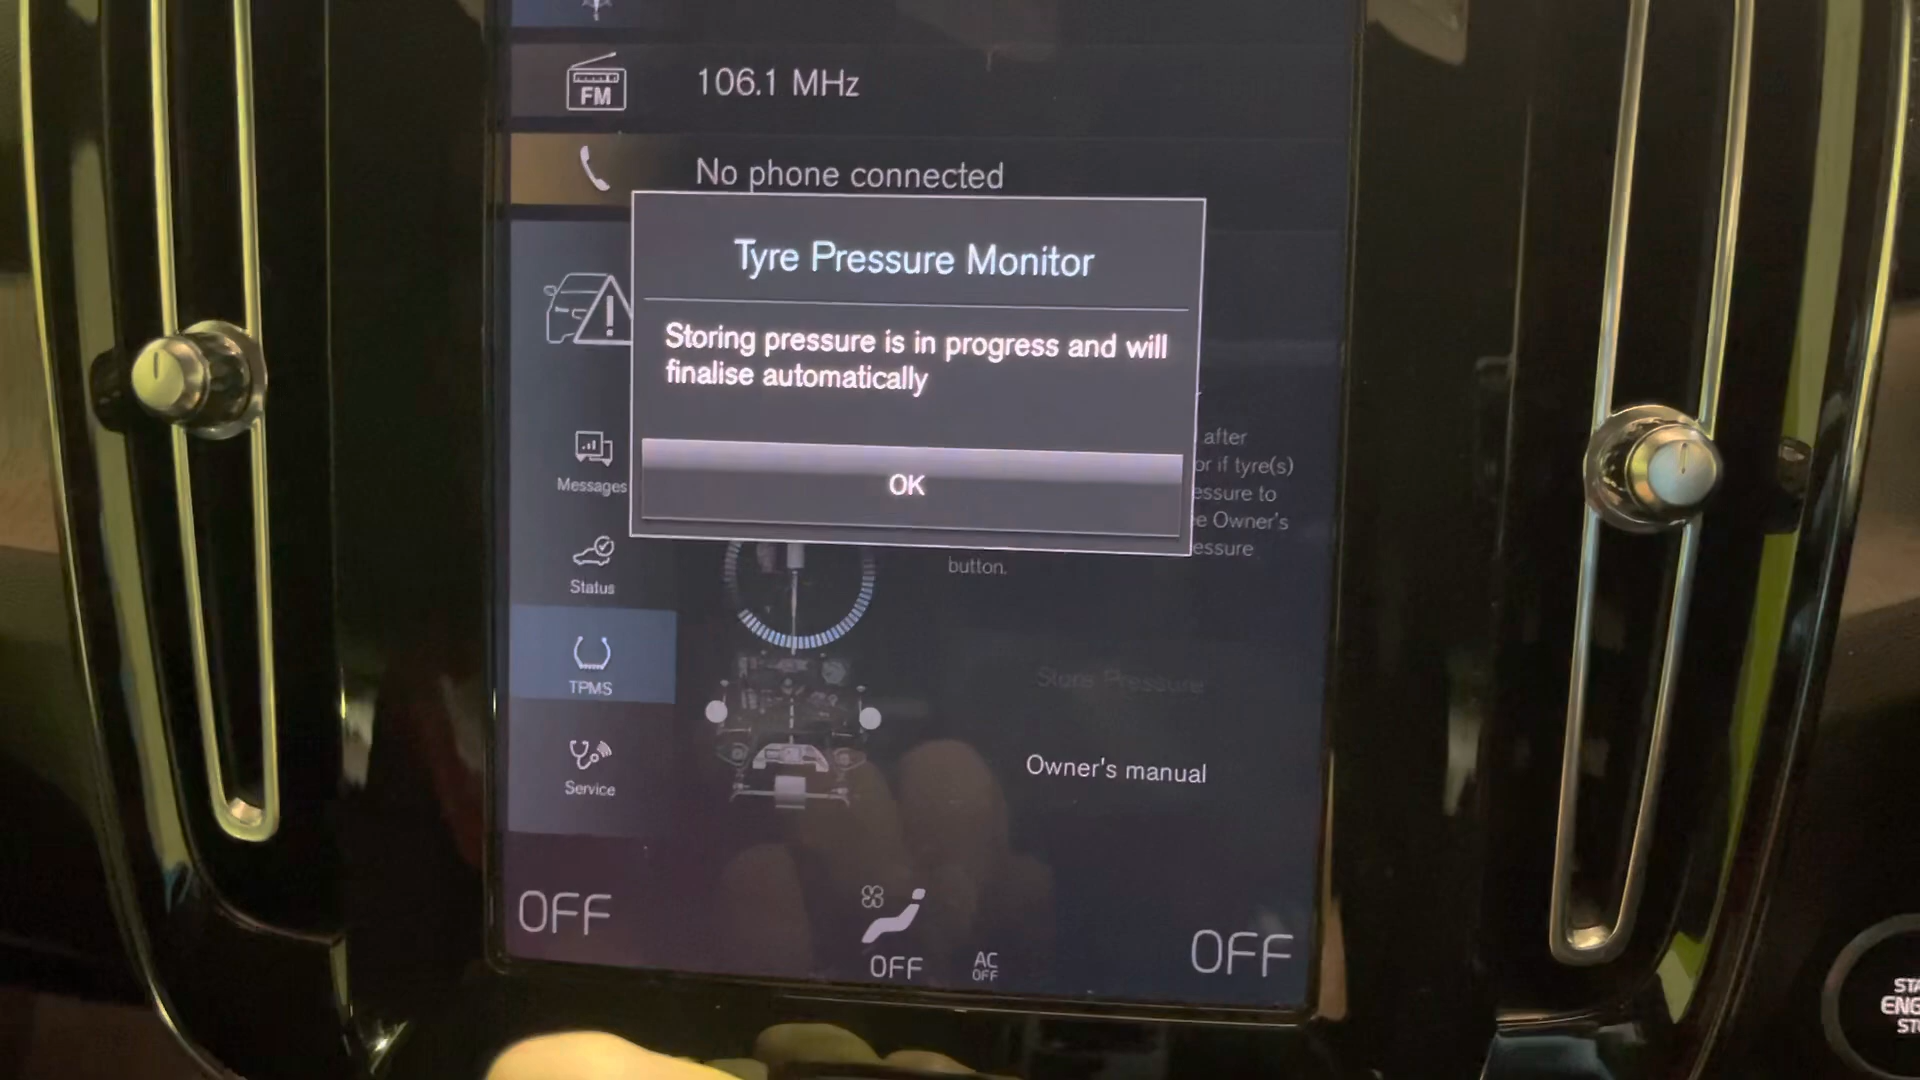 FM
106.1 MHz
No phone connected
Tyre Pressure Monitor
Storing pressure is in progress and will
finalise automatically
OK
after
or if tyre(s)
essure to
e Owner's
essure
button.
Messages
Status
TPMS
Service
Store Pressure
Owner's manual
OFF
OFF
AC
OFF
OFF